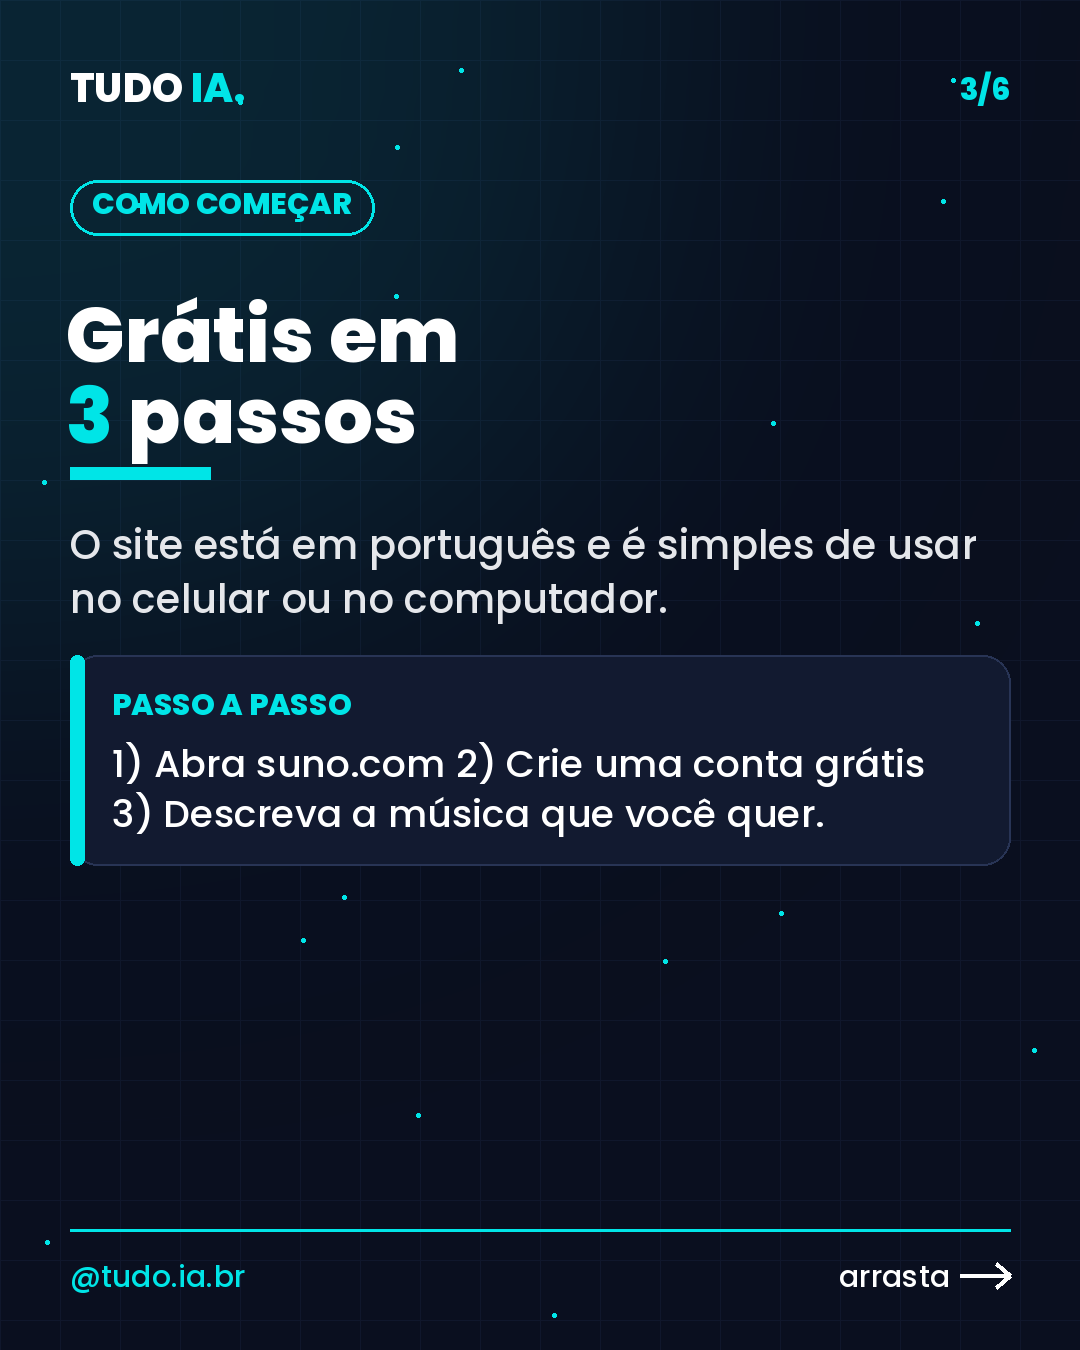 TUDO IA.
3/6
COMO COMEÇAR
Grátis em
3 passos
O site está em português e é simples de usar
no celular ou no computador.
PASSO A PASSO
1) Abra suno.com 2) Crie uma conta grátis
3) Descreva a música que você quer.
@tudo.ia.br
arrasta